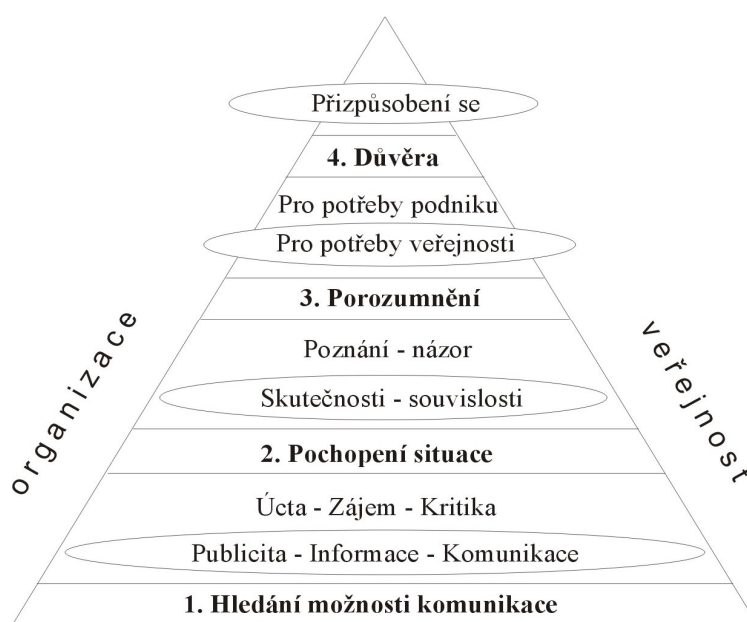 Přizpůsobení se
4. Důvěra
Pro potřeby podniku
Pro potřeby veřejnosti
3. Porozumnění
organizace
veřejnost
Poznání - názor
Skutečnosti - souvislosti
2. Pochopení situace
Úcta - Zájem - Kritika
Publicita - Informace - Komunikace
1. Hledání možnosti komunikace